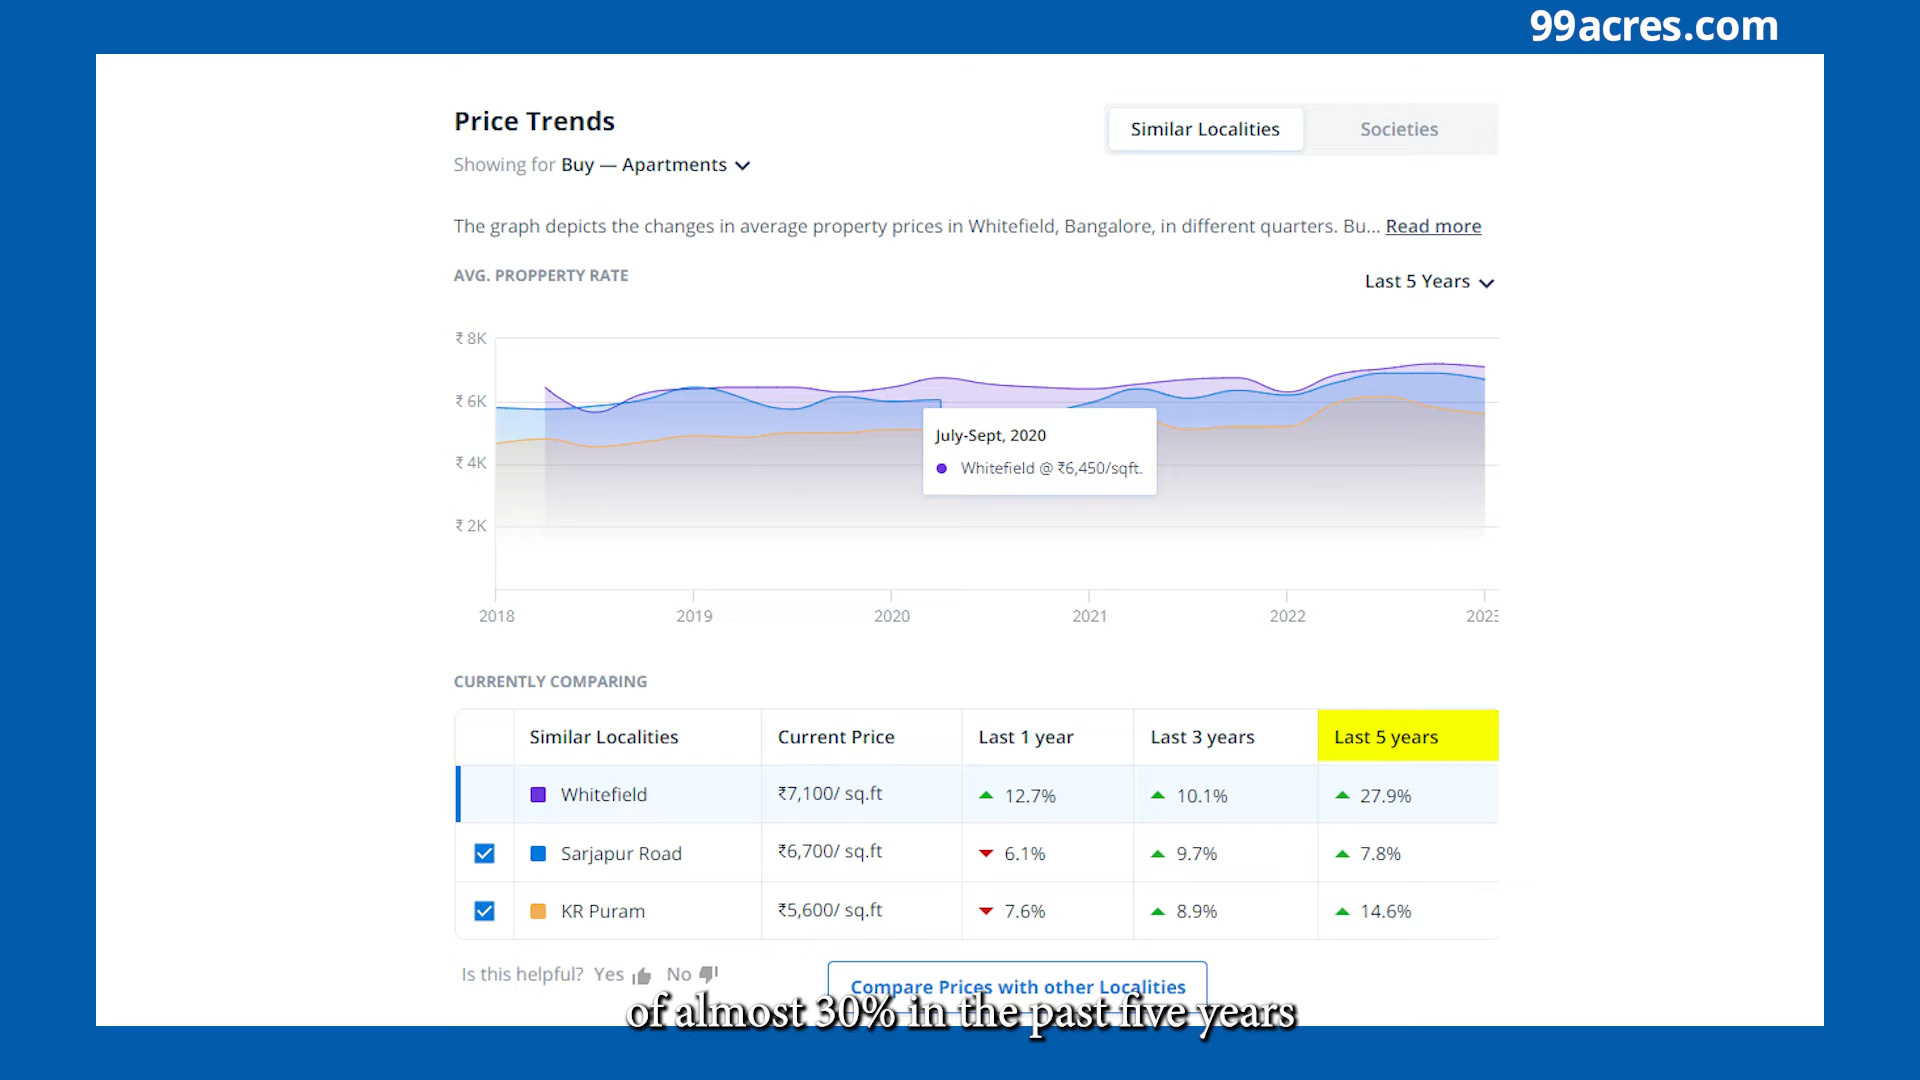 99acres.com
Price Trends
Similar Localities
Societies
Showing for Buy — Apartments
The graph depicts the changes in average property prices in Whitefield, Bangalore, in different quarters. Bu... Read more
AVG. PROPPERTY RATE
Last 5 Years
₹ 8K
₹ 6K
₹ 4K
₹ 2K
July-Sept, 2020
Whitefield @ ₹6,450/sqft.
2018 2019 2020 2021 2022 2023
CURRENTLY COMPARING
Similar Localities Current Price Last 1 year Last 3 years Last 5 years
Whitefield ₹7,100/ sq.ft 12.7% 10.1% 27.9%
Sarjapur Road ₹6,700/ sq.ft 6.1% 9.7% 7.8%
KR Puram ₹5,600/ sq.ft 7.6% 8.9% 14.6%
Is this helpful? Yes No
Compare Prices with other Localities
of almost 30% in the past five years